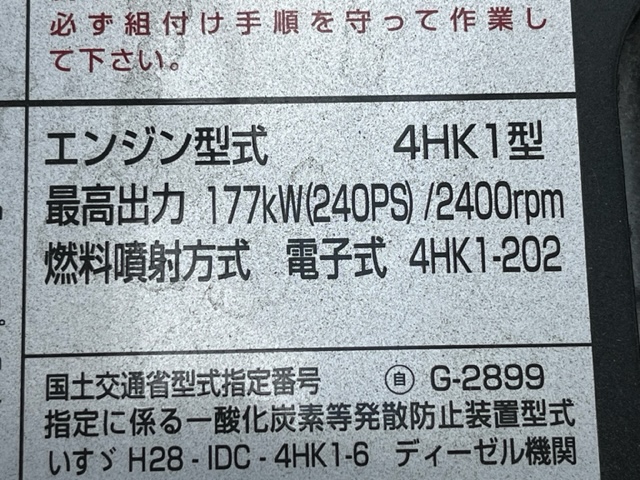 必ず組付け手順を守って作業し
て下さい。
エンジン型式 4HK1型
最高出力 177kW(240PS)/2400rpm
燃料噴射方式 電子式 4HK1-202
国土交通省型式指定番号 ㉂ G-2899
指定に係る一酸化炭素等発散防止装置型式
いすゞ H28 - IDC - 4HK1-6 ディーゼル機関